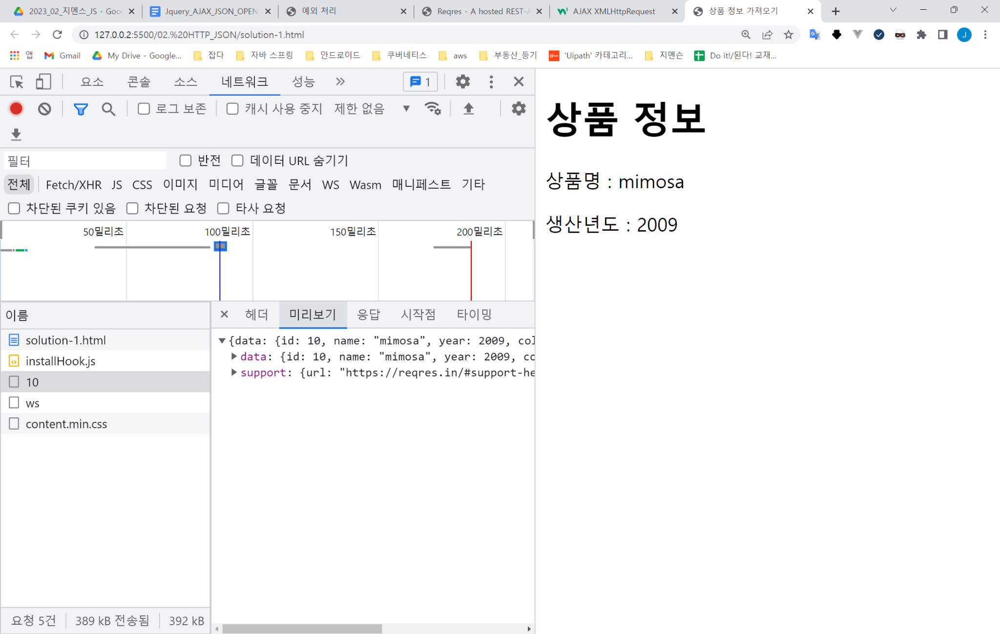 2023_02_지멘스_JS - Goo
Jquery_AJAX_JSON_OPEN
예외 처리
Reqres - A hosted REST-A
AJAX XMLHttpRequest
상품 정보 가져오기
127.0.0.2:5500/02.%20HTTP_JSON/solution-1.html
J
앱
Gmail
My Drive - Google...
잡다
자바 스프링
안드로이드
쿠버네티스
aws
부동산_등기
'Uipath' 카테고리...
지멘슨
Do it!/된다! 교재...
요소 콘솔 소스 네트워크 성능 1
로그 보존 캐시 사용 중지 제한 없음
필터 반전 데이터 URL 숨기기
전체 Fetch/XHR JS CSS 이미지 미디어 글꼴 문서 WS Wasm 매니페스트 기타
차단된 쿠키 있음 차단된 요청 타사 요청
50밀리초 100밀리초 150밀리초 200밀리초
이름
solution-1.html
installHook.js
10
ws
content.min.css
요청 5건 389 kB 전송됨 392 kB
헤더 미리보기 응답 시작점 타이밍
{data: {id: 10, name: "mimosa", year: 2009, col
data: {id: 10, name: "mimosa", year: 2009, co
support: {url: "https://reqres.in/#support-he
상품 정보
상품명 : mimosa
생산년도 : 2009